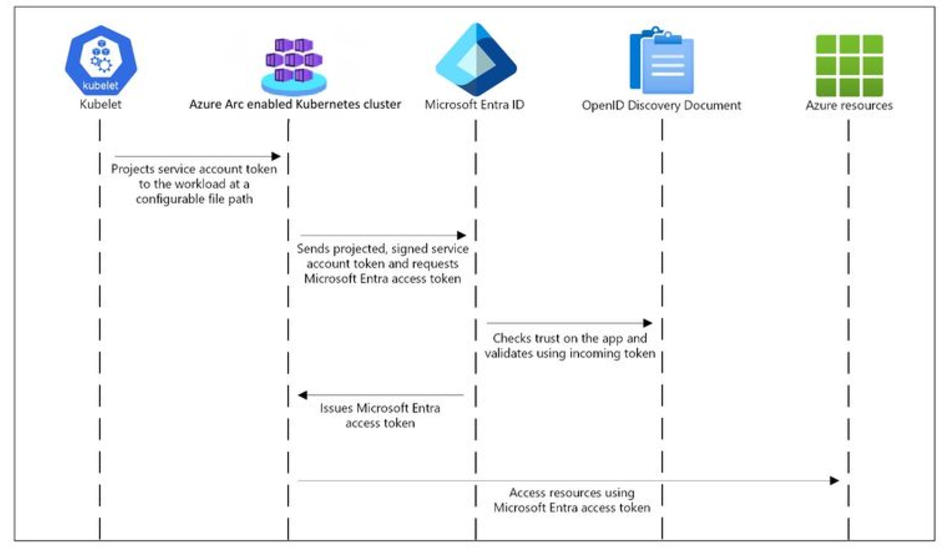 kubelet
Kubelet
Azure Arc enabled Kubernetes cluster
Microsoft Entra ID
OpenID Discovery Document
Azure resources
Projects service account token
to the workload at a
configurable file path
Sends projected, signed service
account token and requests
Microsoft Entra access token
Checks trust on the app and
validates using incoming token
Issues Microsoft Entra
access token
Access resources using
Microsoft Entra access token